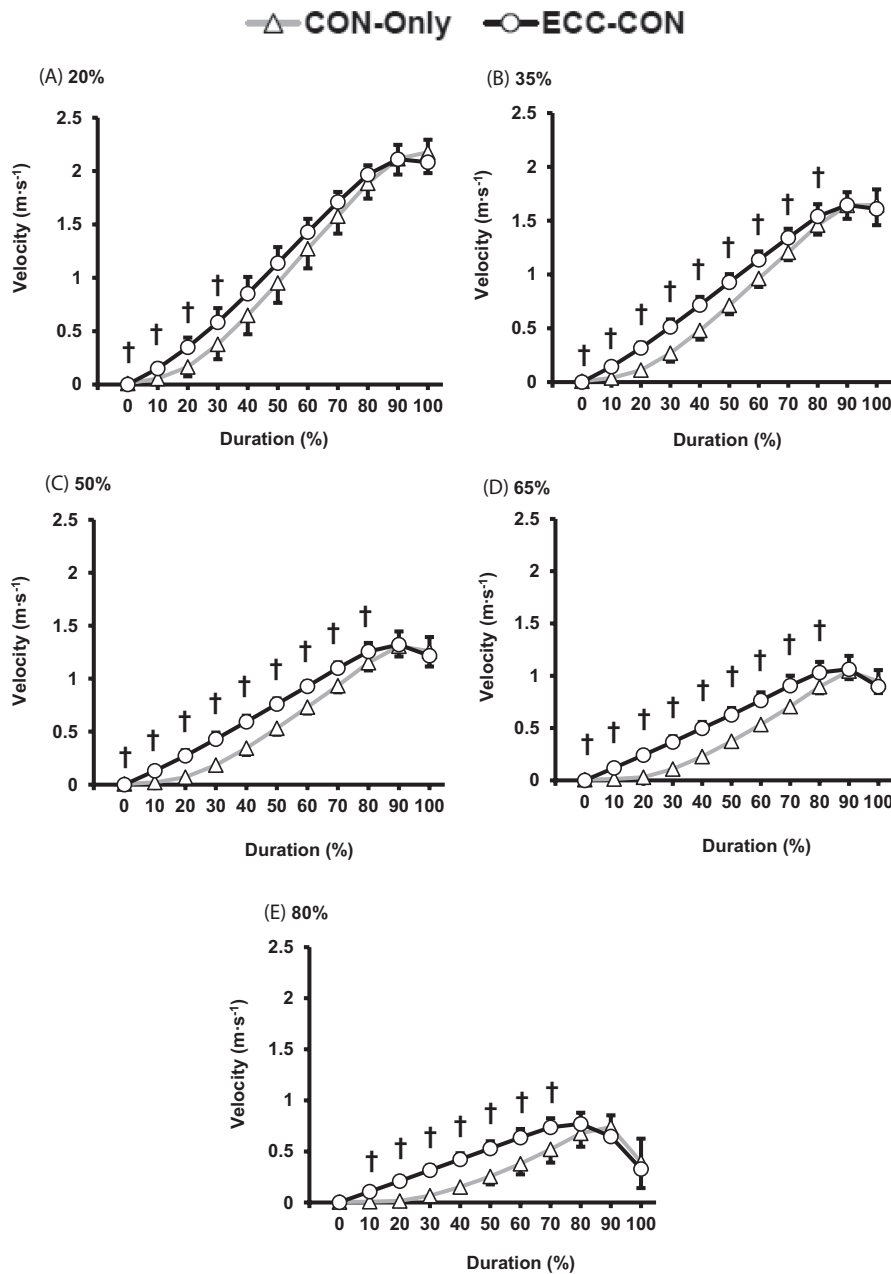 CON-Only ECC-CON
(A) 20%
2.5
2
1.5
1
0.5
0
Velocity (m·s-1)
† † † †
0 10 20 30 40 50 60 70 80 90 100
Duration (%)
(B) 35%
2.5
2
1.5
1
0.5
0
Velocity (m·s-1)
† † † † † † † † †
0 10 20 30 40 50 60 70 80 90 100
Duration (%)
(C) 50%
2.5
2
1.5
1
0.5
0
Velocity (m·s-1)
† † † † † † † † †
0 10 20 30 40 50 60 70 80 90 100
Duration (%)
(D) 65%
2.5
2
1.5
1
0.5
0
Velocity (m·s-1)
† † † † † † † † †
0 10 20 30 40 50 60 70 80 90 100
Duration (%)
(E) 80%
2.5
2
1.5
1
0.5
0
Velocity (m·s-1)
† † † † † † †
0 10 20 30 40 50 60 70 80 90 100
Duration (%)